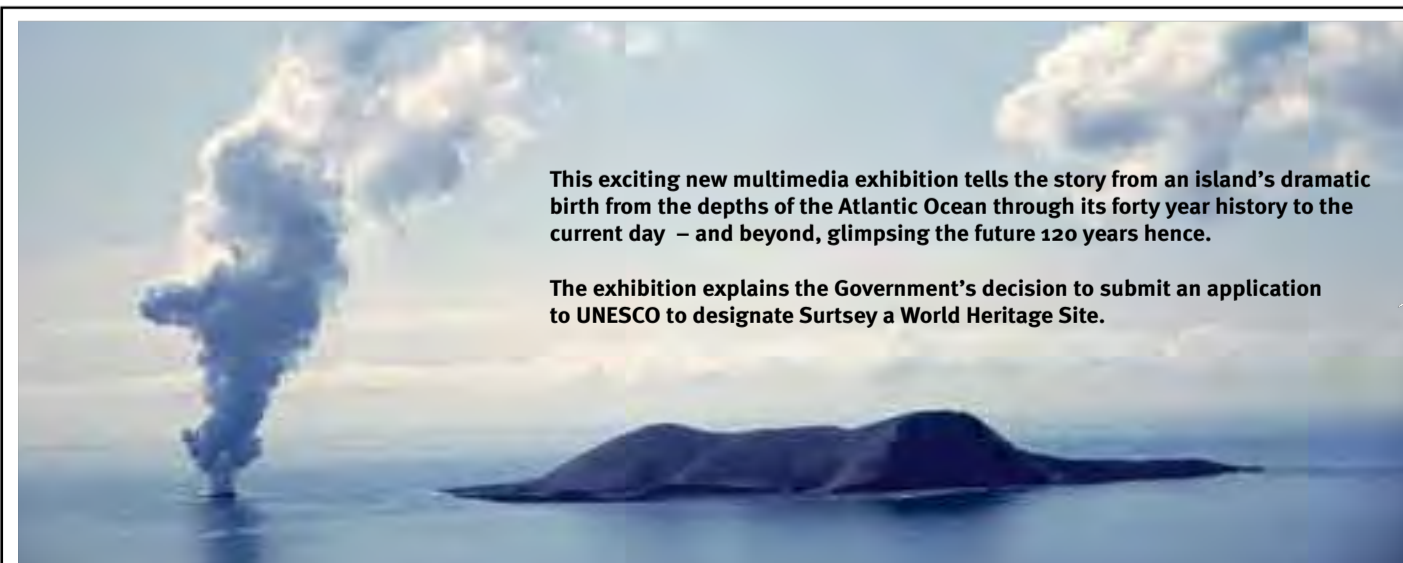 This exciting new multimedia exhibition tells the story from an island’s dramatic
birth from the depths of the Atlantic Ocean through its forty year history to the
current day – and beyond, glimpsing the future 120 years hence.
The exhibition explains the Government’s decision to submit an application
to UNESCO to designate Surtsey a World Heritage Site.